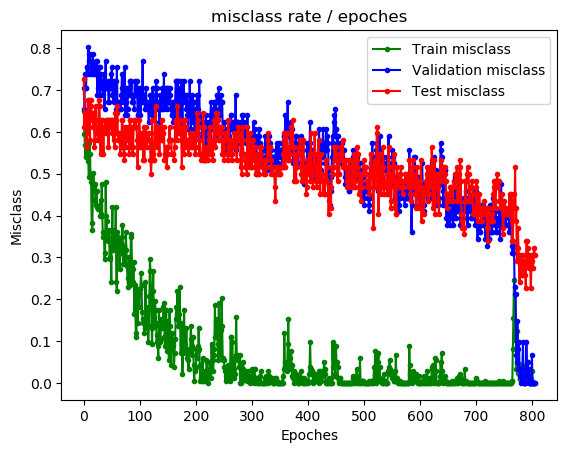 misclass rate / epoches
Train misclass
Validation misclass
Test misclass
Misclass
0.8
0.7
0.6
0.5
0.4
0.3
0.2
0.1
0.0
0 100 200 300 400 500 600 700 800
Epoches